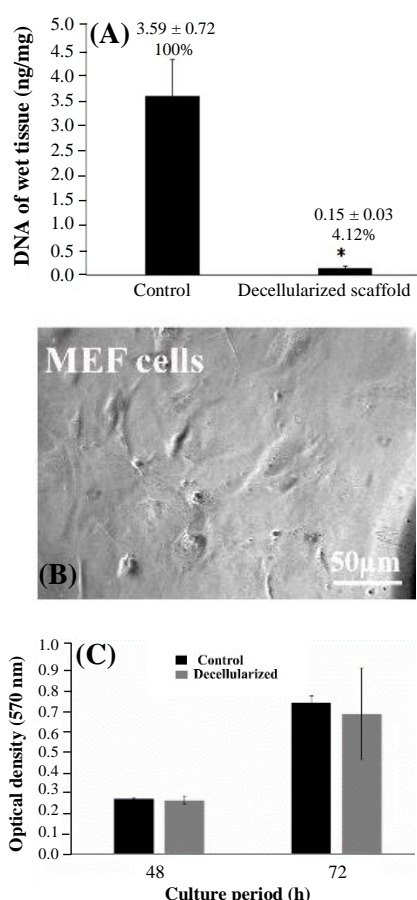 (A)
3.59 ± 0.72
100%
0.15 ± 0.03
4.12%
*
DNA of wet tissue (ng/mg)
5.0
4.5
4.0
3.5
3.0
2.5
2.0
1.5
1.0
0.5
0.0
Control Decellularized scaffold
MEF cells
(B)
50μm
(C)
Control
Decellularized
Optical density (570 nm)
1.0
0.9
0.8
0.7
0.6
0.5
0.4
0.3
0.2
0.1
0.0
48 72
Culture period (h)